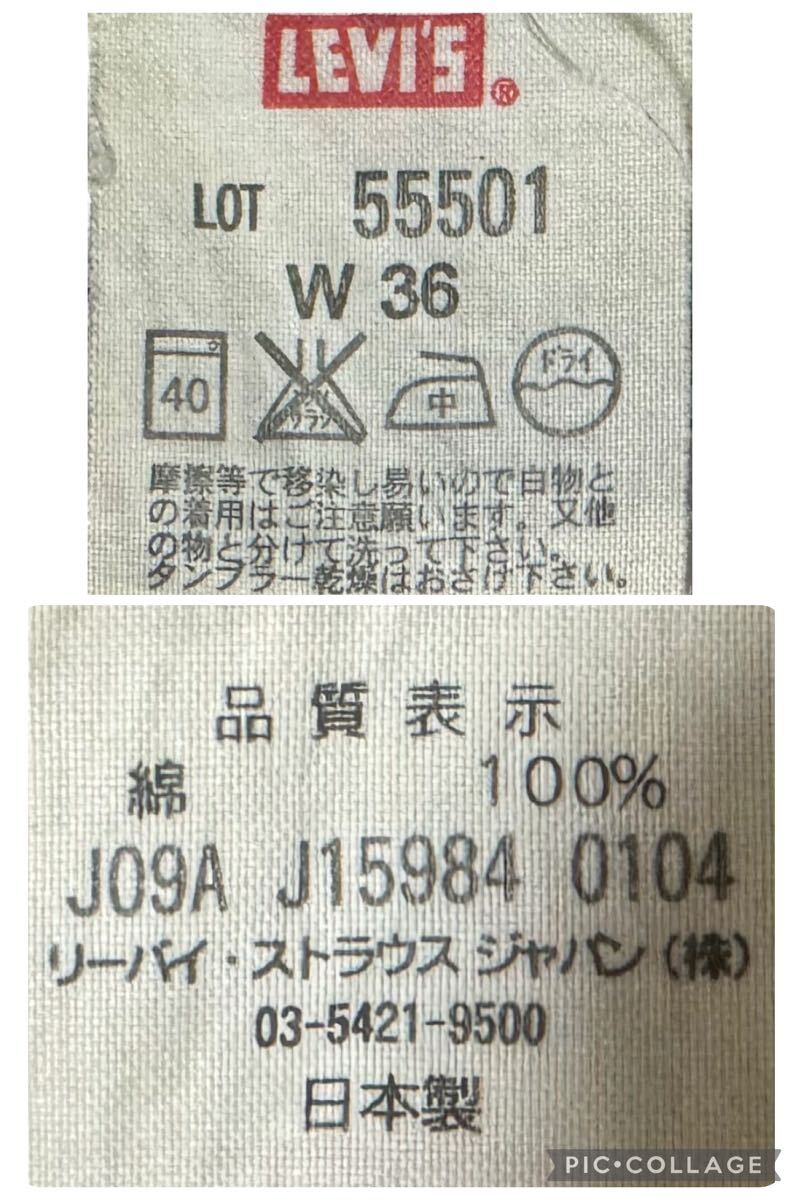 LEVI'S®
LOT 55501
W 36
40
中
ドライ
摩擦等で移染し易いので白物と
の着用はご注意願います。又他
の物と分けて洗って下さい。
タンブラー乾燥はおさけ下さい。
品質表示
綿 100%
J09A J15984 0104
リーバイ・ストラウス ジャパン(株)
03-5421-9500
日本製
PIC•COLLAGE